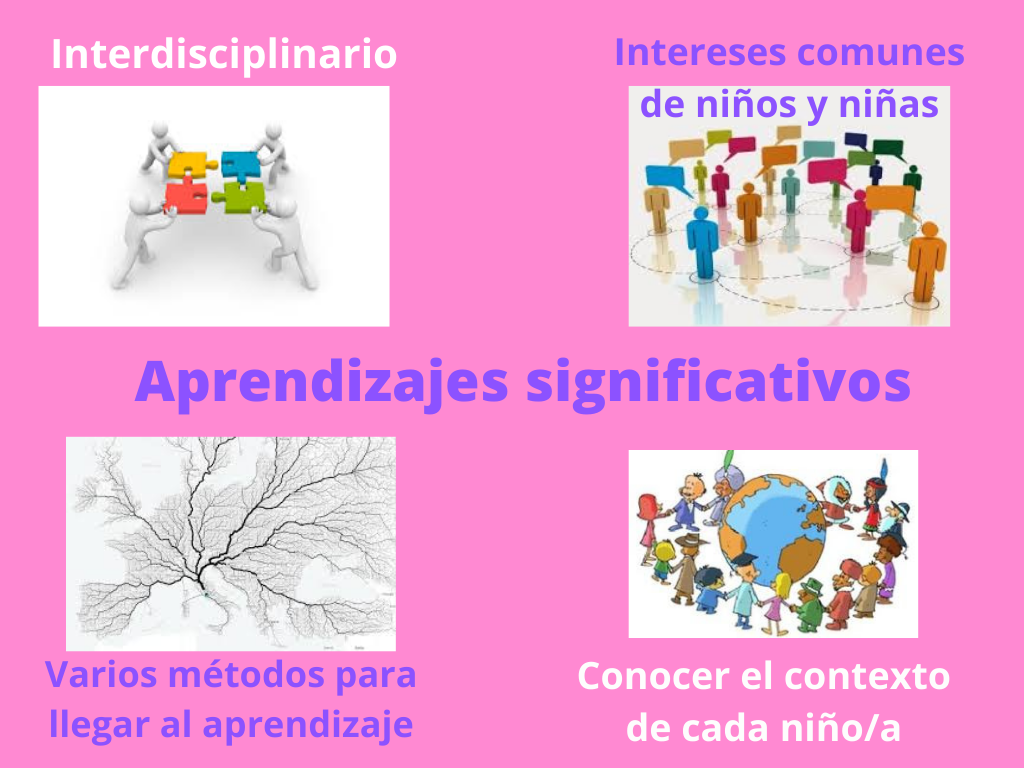 Interdisciplinario
Intereses comunes
de niños y niñas
Aprendizajes significativos
Varios métodos para
llegar al aprendizaje
Conocer el contexto
de cada niño/a